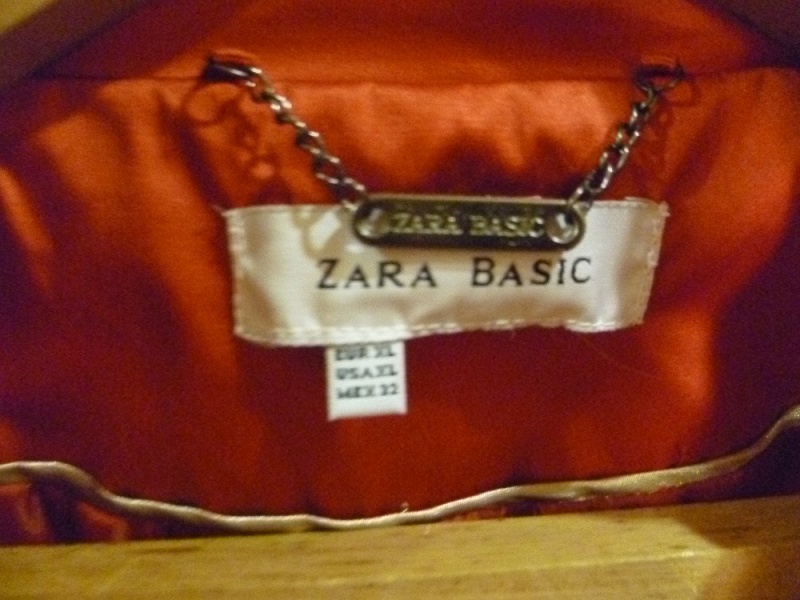 ZARA BASIC
ZARA BASIC
EUR XL
USA XL
MEX 32